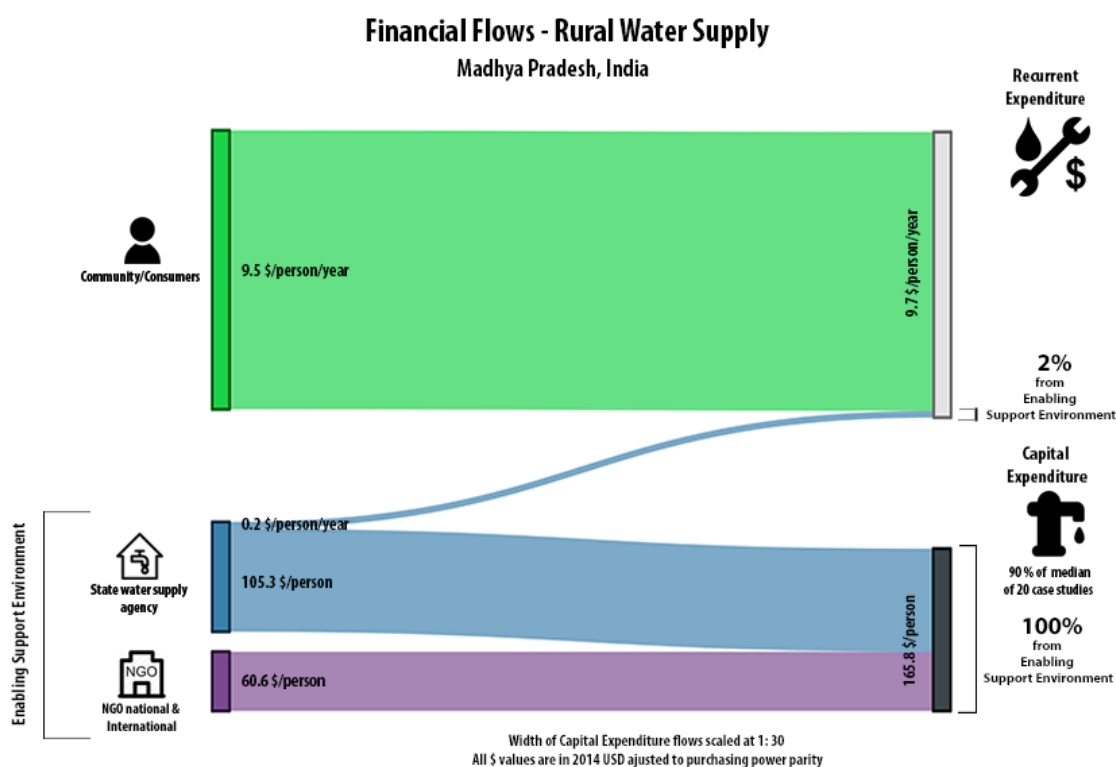 Financial Flows - Rural Water Supply
Madhya Pradesh, India
Recurrent
Expenditure
$
Community/Consumers
9.5 $/person/year
9.7 $/person/year
2%
from
Enabling
Support Environment
Capital
Expenditure
90 % of median
of 20 case studies
100%
from
Enabling
Support Environment
Enabling Support Environment
State water supply
agency
0.2 $/person/year
105.3 $/person
165.8 $/person
NGO
NGO national &
International
60.6 $/person
Width of Capital Expenditure flows scaled at 1: 30
All $ values are in 2014 USD ajusted to purchasing power parity